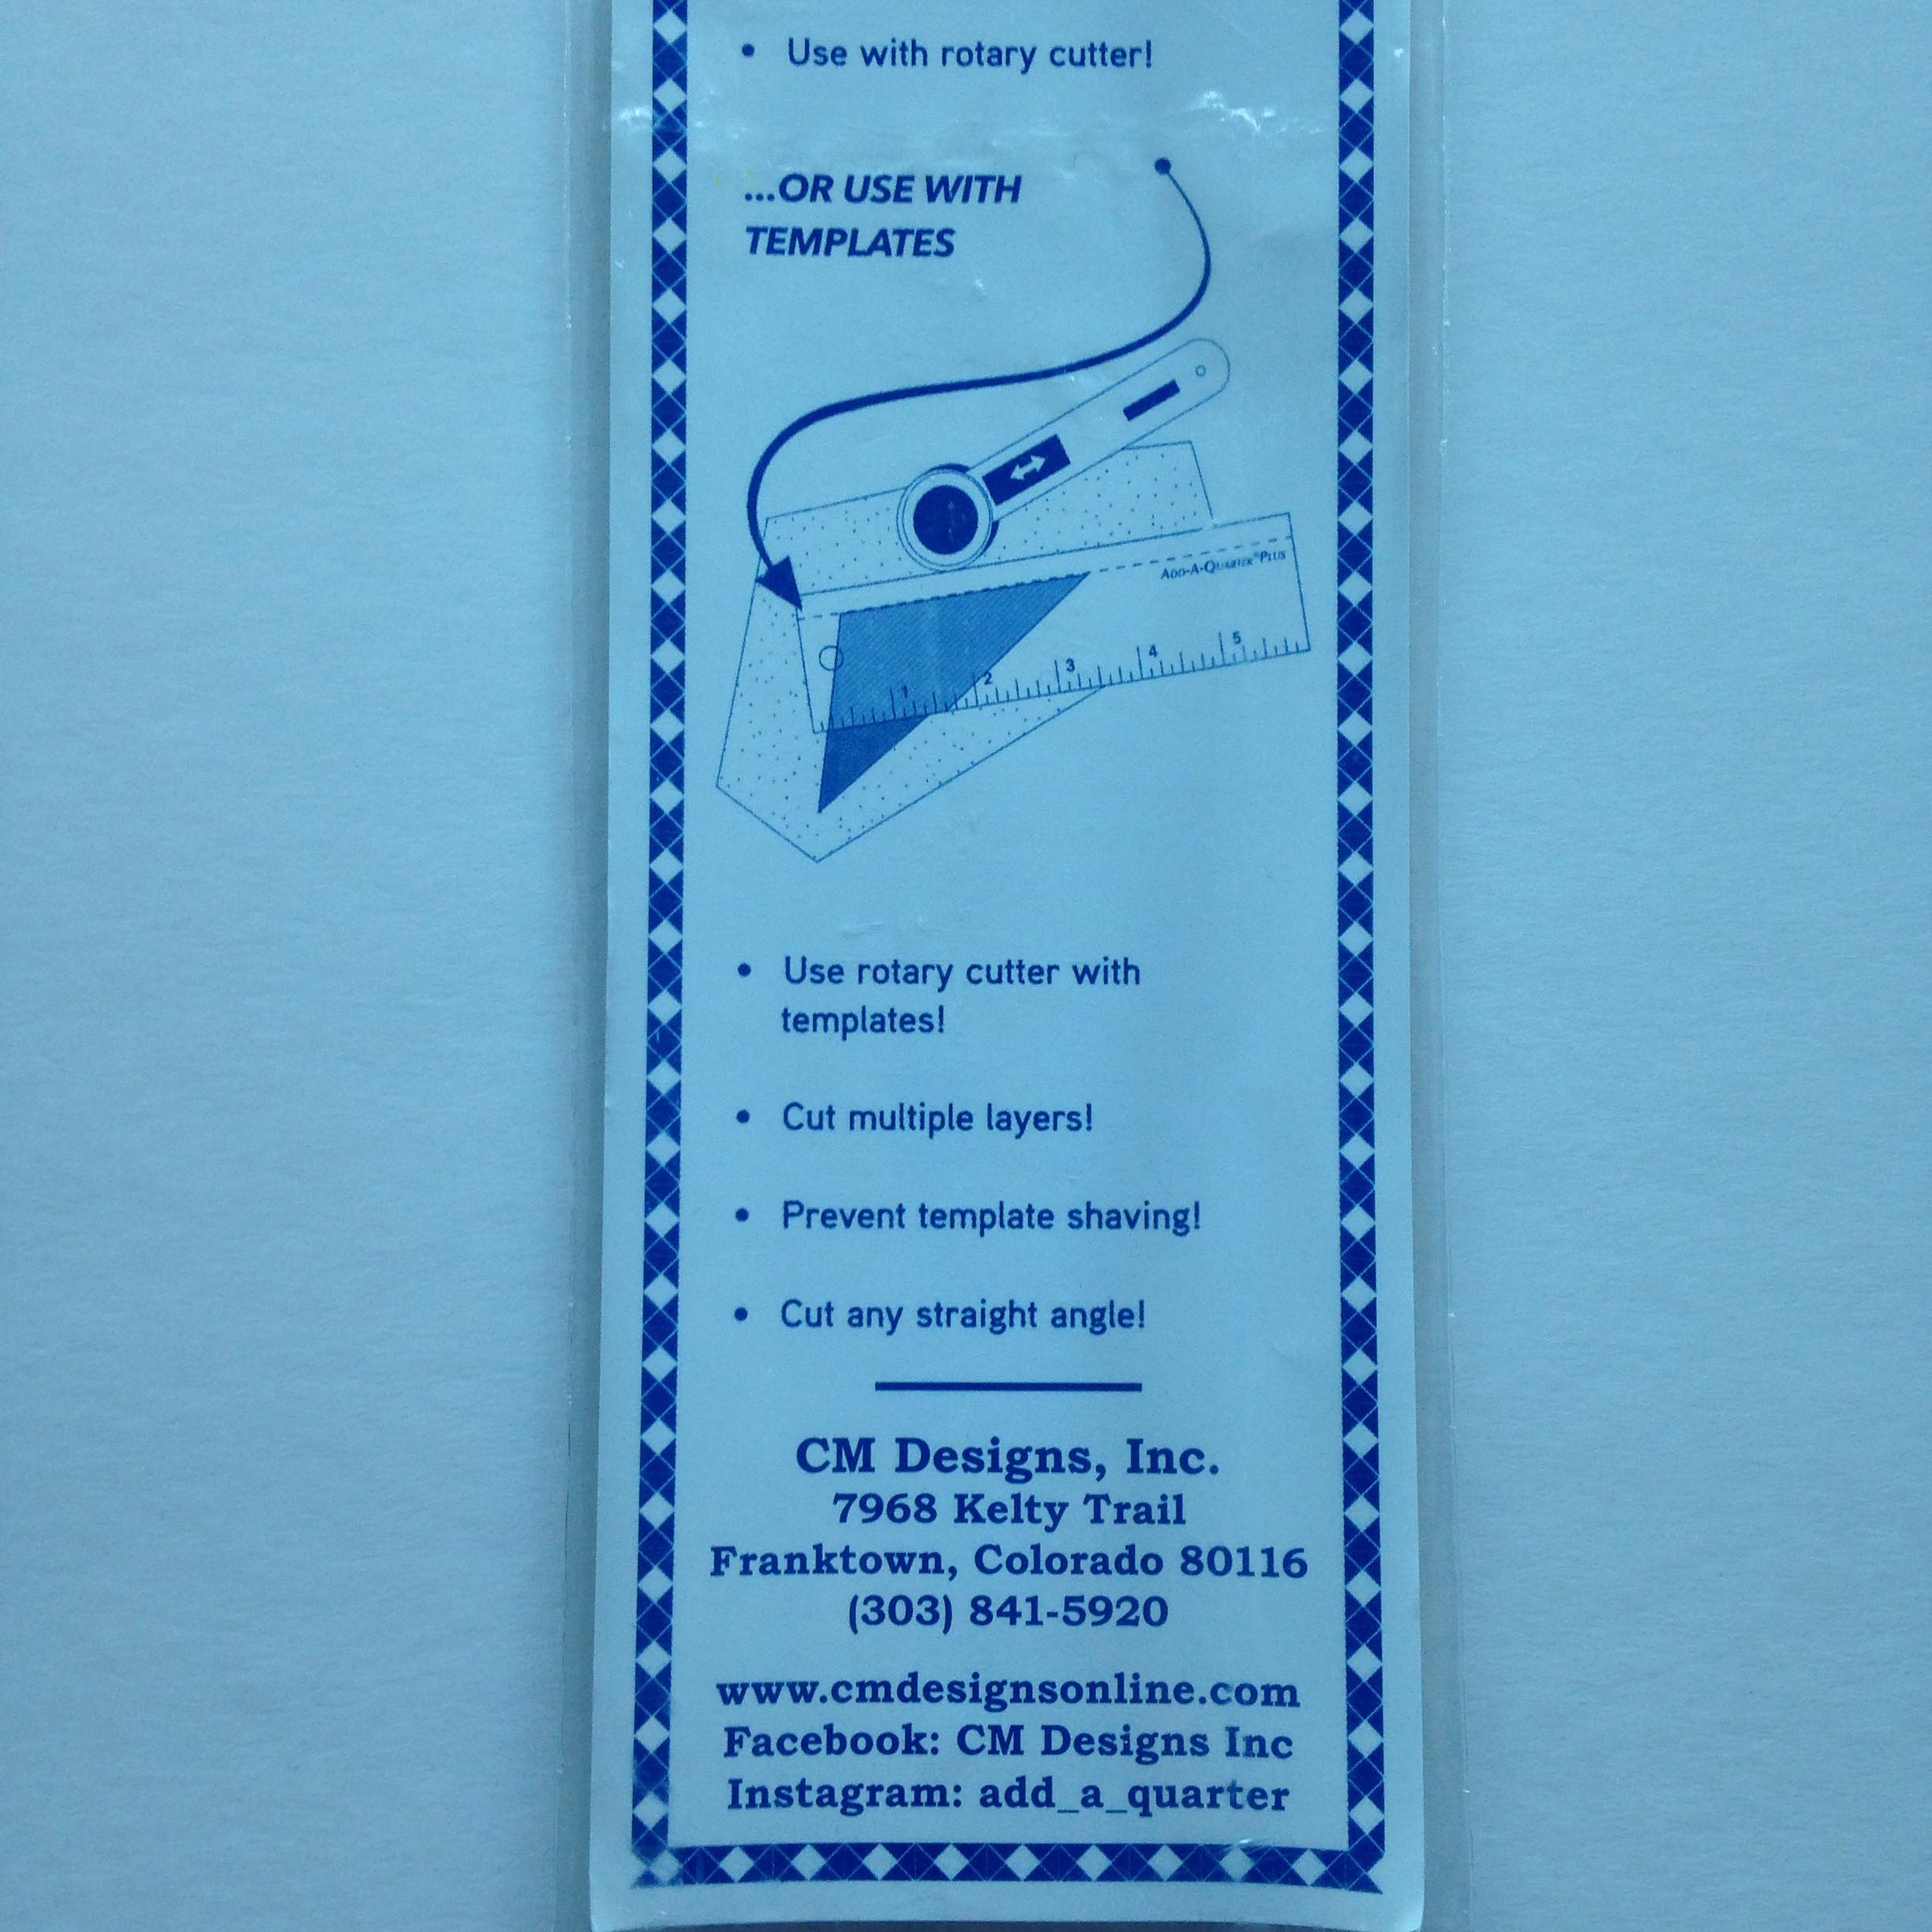 • Use with rotary cutter!
...OR USE WITH
TEMPLATES
ADD-A-QUARTER®PLUS
1 2 3 4 5
• Use rotary cutter with
templates!
• Cut multiple layers!
• Prevent template shaving!
• Cut any straight angle!
CM Designs, Inc.
7968 Kelty Trail
Franktown, Colorado 80116
(303) 841-5920
www.cmdesignsonline.com
Facebook: CM Designs Inc
Instagram: add_a_quarter